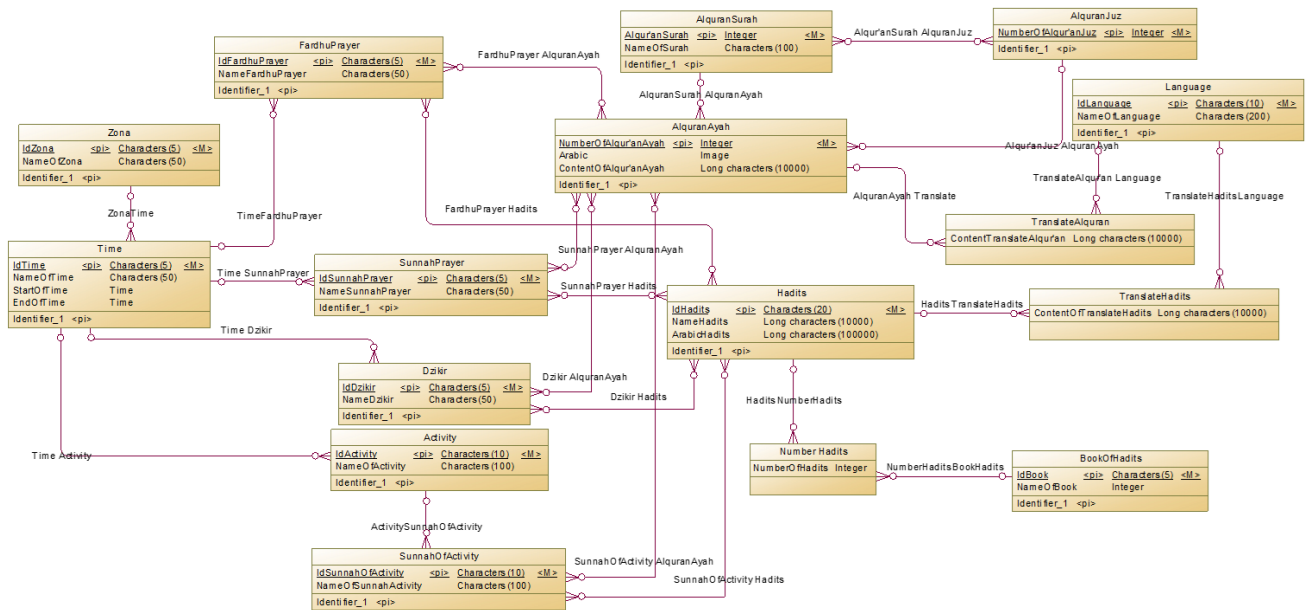 AlquranSurah
AlqurʼanSurah <pi> Integer <M>
NameOfSurah Characters (100)
Identifier_1 <pi>
AlquranJuz
NumberOfAlqur'anJuz <pi> Integer <M>
Identifier_1 <pi>
Alqur'anSurah AlquranJuz
FardhuPrayer
IdFardhuPrayer <pi> Characters (5) <M>
NameFardhuPrayer Characters (50)
Identifier_1 <pi>
FardhuPrayer AlquranAyah
AlquranSurah AlquranAyah
Language
IdLanguage <pi> Characters (10) <M>
NameOfLanguage Characters (200)
Identifier_1 <pi>
Zona
IdZona <pi> Characters (5) <M>
NameOfZona Characters (50)
Identifier_1 <pi>
AlquranAyah
NumberOfAlqur'anAyah <pi> Integer <M>
Arabic Image
ContentOfAlqur'anAyah Long characters (10000)
Identifier_1 <pi>
Alqur'anJuz AlquranAyah
TranslateAlqur'an Language
AlquranAyah Translate
TranslateHaditsLanguage
ZonaTime
TimeFardhuPrayer
FardhuPrayer Hadits
TranslateAlquran
ContentTranslateAlqur'an Long characters (10000)
Time
IdTime <pi> Characters (5) <M>
NameOfTime Characters (50)
StartOfTime Time
EndOfTime Time
Identifier_1 <pi>
Time SunnahPrayer
SunnahPrayer
IdSunnahPrayer <pi> Characters (5) <M>
NameSunnahPrayer Characters (50)
Identifier_1 <pi>
SunnahPrayer AlquranAyah
SunnahPrayer Hadits
Hadits
IdHadits <pi> Characters (20) <M>
NameHadits Long characters (10000)
ArabicHadits Long characters (100000)
Identifier_1 <pi>
HaditsTranslateHadits
TranslateHadits
ContentOfTranslateHadits Long characters (10000)
Time Dzikir
Dzikir
IdDzikir <pi> Characters (5) <M>
NameDzikir Characters (50)
Identifier_1 <pi>
Dzikir AlquranAyah
Dzikir Hadits
HaditsNumberHadits
Time Activity
Activity
IdActivity <pi> Characters (10) <M>
NameOfActivity Characters (100)
Identifier_1 <pi>
Number Hadits
NumberOfHadits Integer
NumberHaditsBookHadits
BookOfHadits
IdBook <pi> Characters (5) <M>
NameOfBook Integer
Identifier_1 <pi>
ActivitySunnahOfActivity
SunnahOfActivity
IdSunnahOfActivity <pi> Characters (10) <M>
NameOfSunnahActivity Characters (100)
Identifier_1 <pi>
SunnahOfActivity AlquranAyah
SunnahOfActivity Hadits